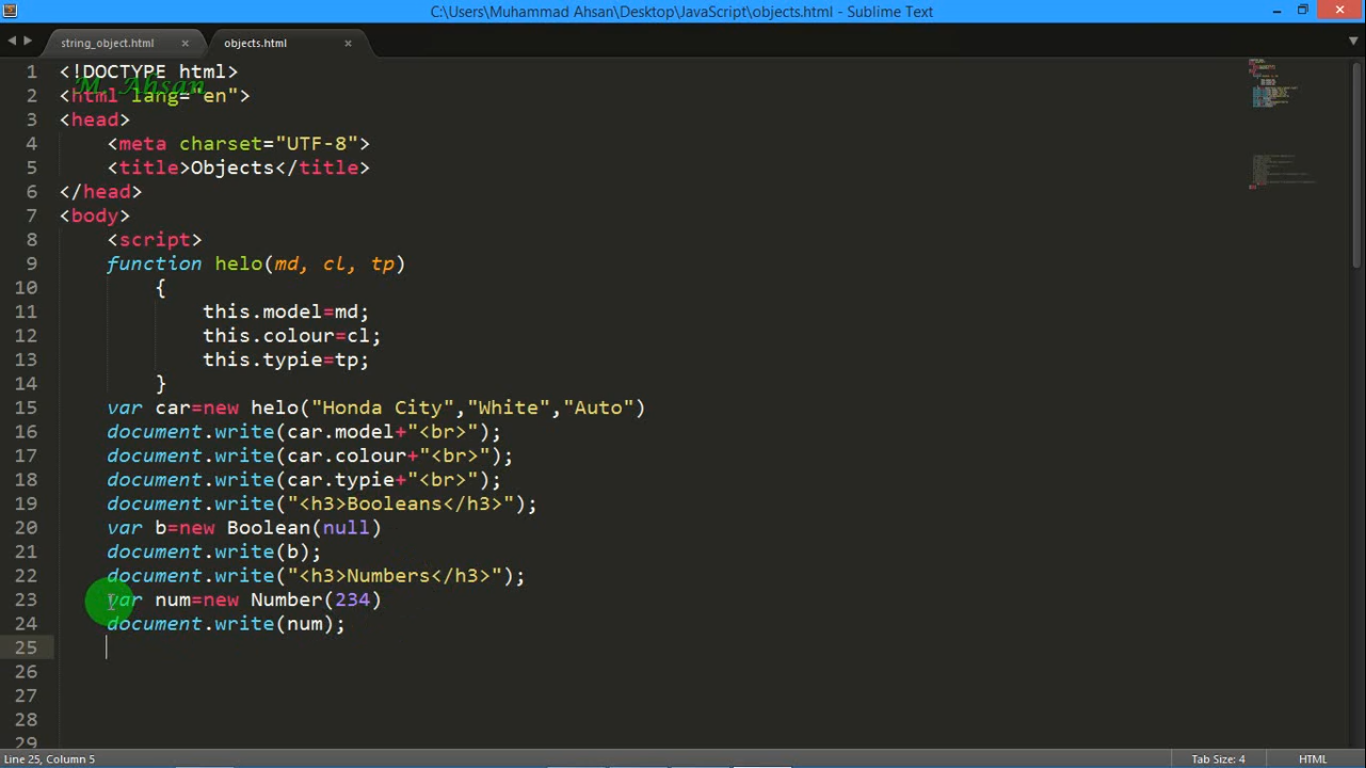 C:\Users\Muhammad Ahsan\Desktop\JavaScript\objects.html - Sublime Text
string_object.html × objects.html ×
1 <!DOCTYPE html>
M. Ahsan
2 <html lang="en">
3 <head>
4 <meta charset="UTF-8">
5 <title>Objects</title>
6 </head>
7 <body>
8 <script>
9 function helo(md, cl, tp)
10 {
11 this.model=md;
12 this.colour=cl;
13 this.typie=tp;
14 }
15 var car=new helo("Honda City","White","Auto")
16 document.write(car.model+"<br>");
17 document.write(car.colour+"<br>");
18 document.write(car.typie+"<br>");
19 document.write("<h3>Booleans</h3>");
20 var b=new Boolean(null)
21 document.write(b);
22 document.write("<h3>Numbers</h3>");
23 var num=new Number(234)
24 document.write(num);
25
26
27
28
29
Line 25, Column 5 Tab Size: 4 HTML